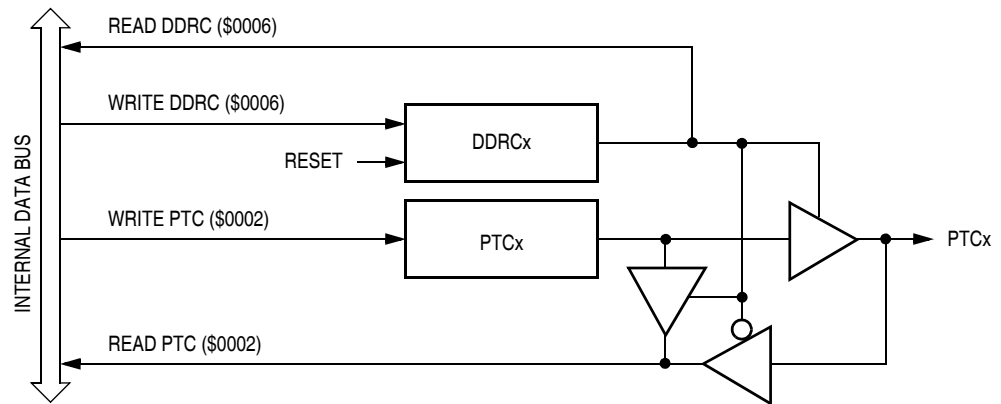 READ DDRC ($0006)
WRITE DDRC ($0006)
DDRCx
RESET
WRITE PTC ($0002)
PTCx
PTCx
READ PTC ($0002)
INTERNAL DATA BUS